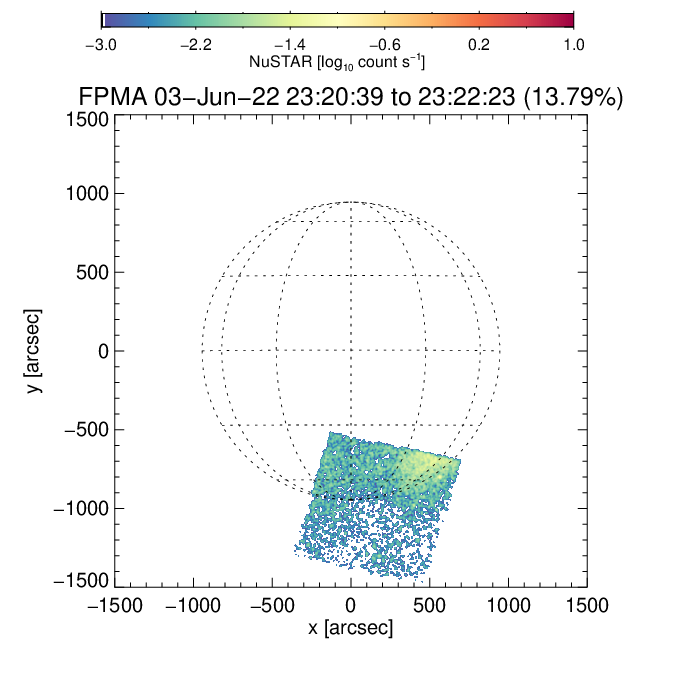 −3.0 −2.2 −1.4 −0.6 0.2 1.0
NuSTAR [log₁₀ count s⁻¹]
FPMA 03−Jun−22 23:20:39 to 23:22:23 (13.79%)
1500
1000
500
0
−500
−1000
−1500
y [arcsec]
−1500 −1000 −500 0 500 1000 1500
x [arcsec]